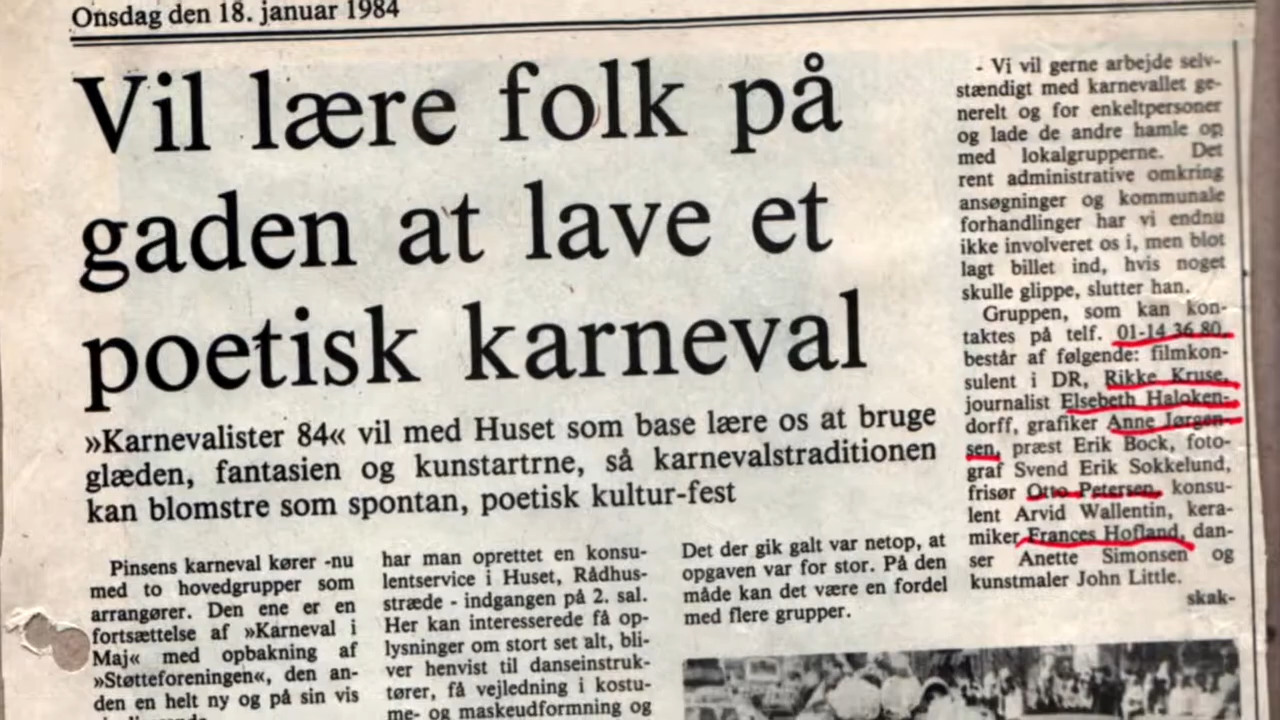 Onsdag den 18. januar 1984
Vil lære folk på
gaden at lave et
poetisk karneval
»Karnevalister 84« vil med Huset som base lære os at bruge
glæden, fantasien og kunstartrne, så karnevalstraditionen
kan blomstre som spontan, poetisk kultur-fest
Pinsens karneval kører -nu
med to hovedgrupper som
arrangører. Den ene er en
fortsættelse af »Karneval i
Maj« med opbakning af
»Støtteforeningen«, den an-
den en helt ny og på sin vis
har man oprettet en konsu-
lentservice i Huset, Rådhus-
stræde - indgangen på 2. sal.
Her kan interesserede få op-
lysninger om stort set alt, bli-
ver henvist til danseinstruk-
tører, få vejledning i kostu-
me- og maskeudformning og
Det der gik galt var netop, at
opgaven var for stor. På den
måde kan det være en fordel
med flere grupper.
- Vi vil gerne arbejde selv-
stændigt med karnevallet ge-
nerelt og for enkeltpersoner
og lade de andre hamle op
med lokalgrupperne. Det
rent administrative omkring
ansøgninger og kommunale
forhandlinger har vi endnu
ikke involveret os i, men blot
lagt billet ind, hvis noget
skulle glippe, slutter han.
Gruppen, som kan kon-
taktes på telf. 01-14 36 80,
består af følgende: filmkon-
sulent i DR, Rikke Kruse,
journalist Elsebeth Haloken-
dorff, grafiker Anne Jørgen-
sen, præst Erik Bock, foto-
graf Svend Erik Sokkelund,
frisør Otto Petersen, konsu-
lent Arvid Wallentin, kera-
miker Frances Hofland, dan-
ser Anette Simonsen og
kunstmaler John Little.
skak-